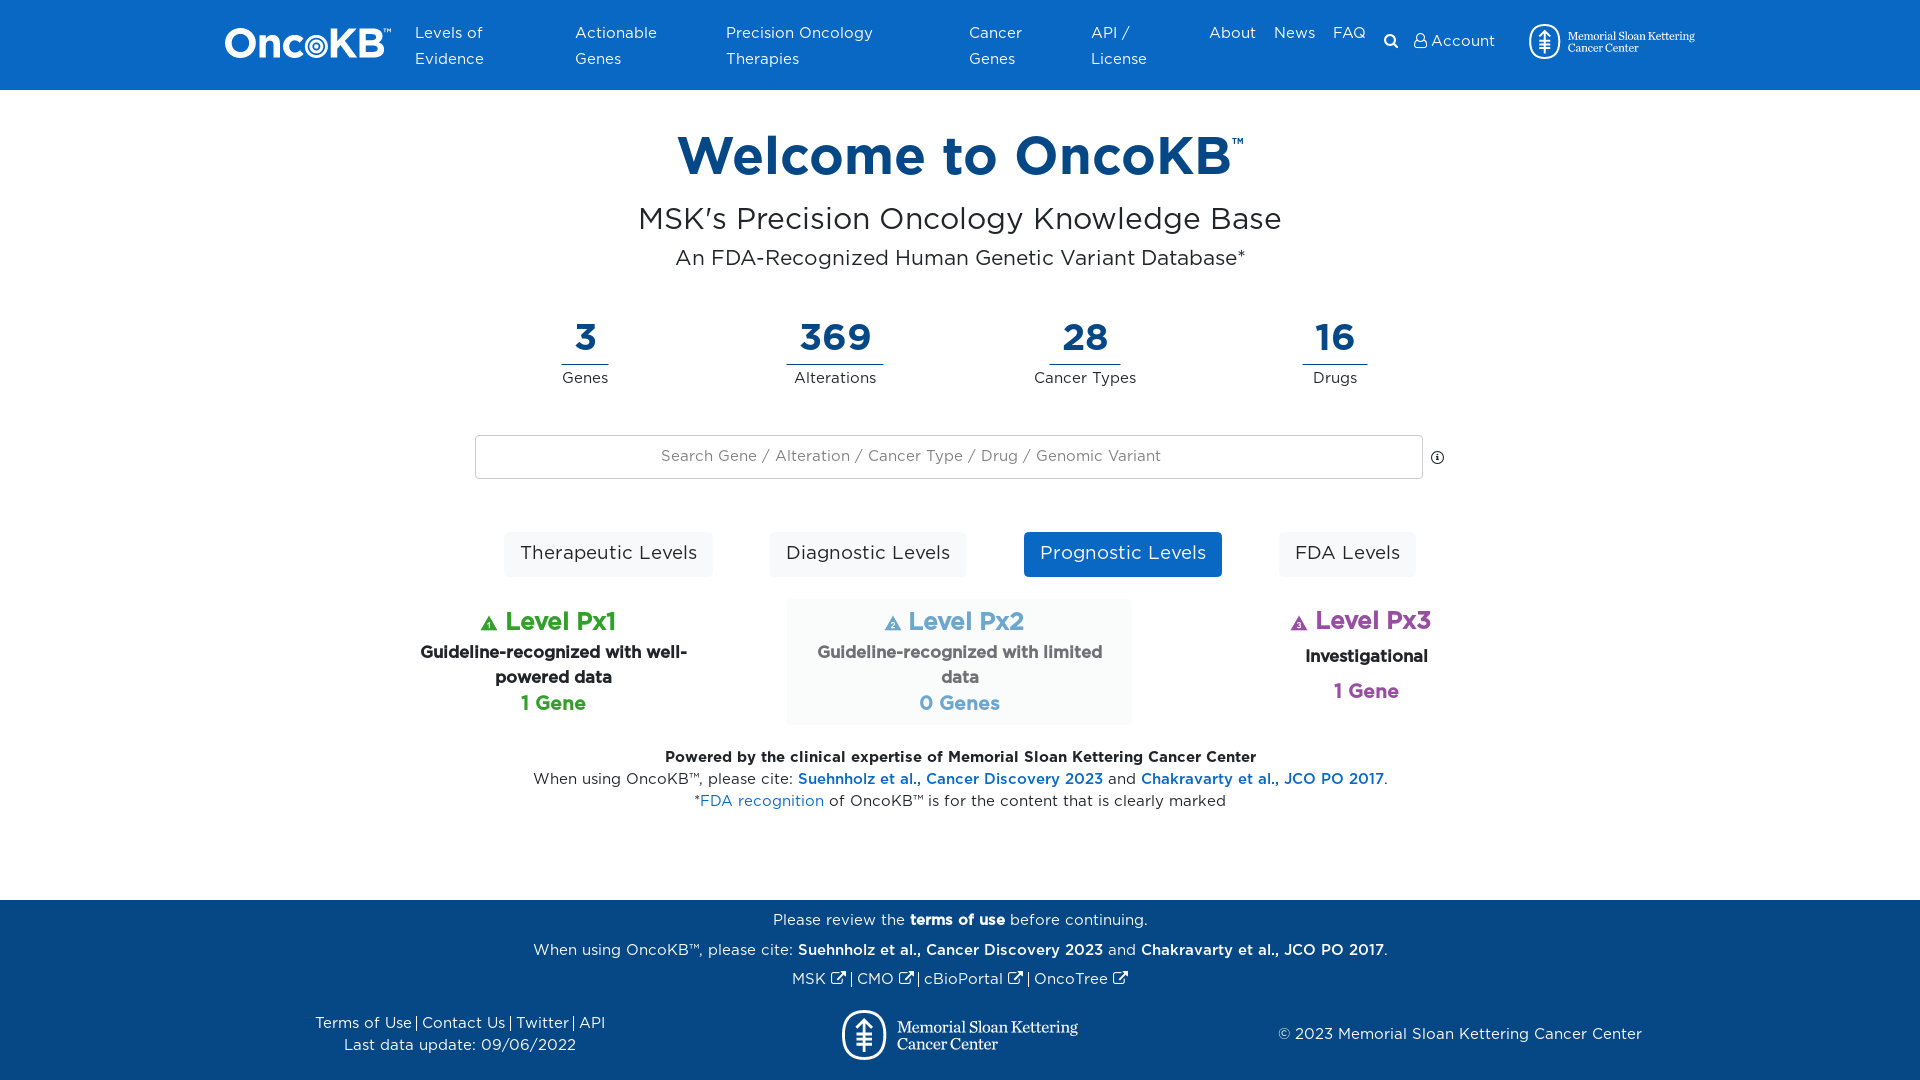 OncoKB™
Levels of Evidence
Actionable Genes
Precision Oncology Therapies
Cancer Genes
API / License
About
News
FAQ
Account
Memorial Sloan Kettering Cancer Center
Welcome to OncoKB™
MSK's Precision Oncology Knowledge Base
An FDA-Recognized Human Genetic Variant Database*
3
Genes
369
Alterations
28
Cancer Types
16
Drugs
Search Gene / Alteration / Cancer Type / Drug / Genomic Variant
Therapeutic Levels
Diagnostic Levels
Prognostic Levels
FDA Levels
1 Level Px1
Guideline-recognized with well-
powered data
1 Gene
2 Level Px2
Guideline-recognized with limited
data
0 Genes
3 Level Px3
Investigational
1 Gene
Powered by the clinical expertise of Memorial Sloan Kettering Cancer Center
When using OncoKB™, please cite: Suehnholz et al., Cancer Discovery 2023 and Chakravarty et al., JCO PO 2017.
*FDA recognition of OncoKB™ is for the content that is clearly marked
Please review the terms of use before continuing.
When using OncoKB™, please cite: Suehnholz et al., Cancer Discovery 2023 and Chakravarty et al., JCO PO 2017.
MSK | CMO | cBioPortal | OncoTree
Terms of Use | Contact Us | Twitter | API
Last data update: 09/06/2022
Memorial Sloan Kettering
Cancer Center
© 2023 Memorial Sloan Kettering Cancer Center